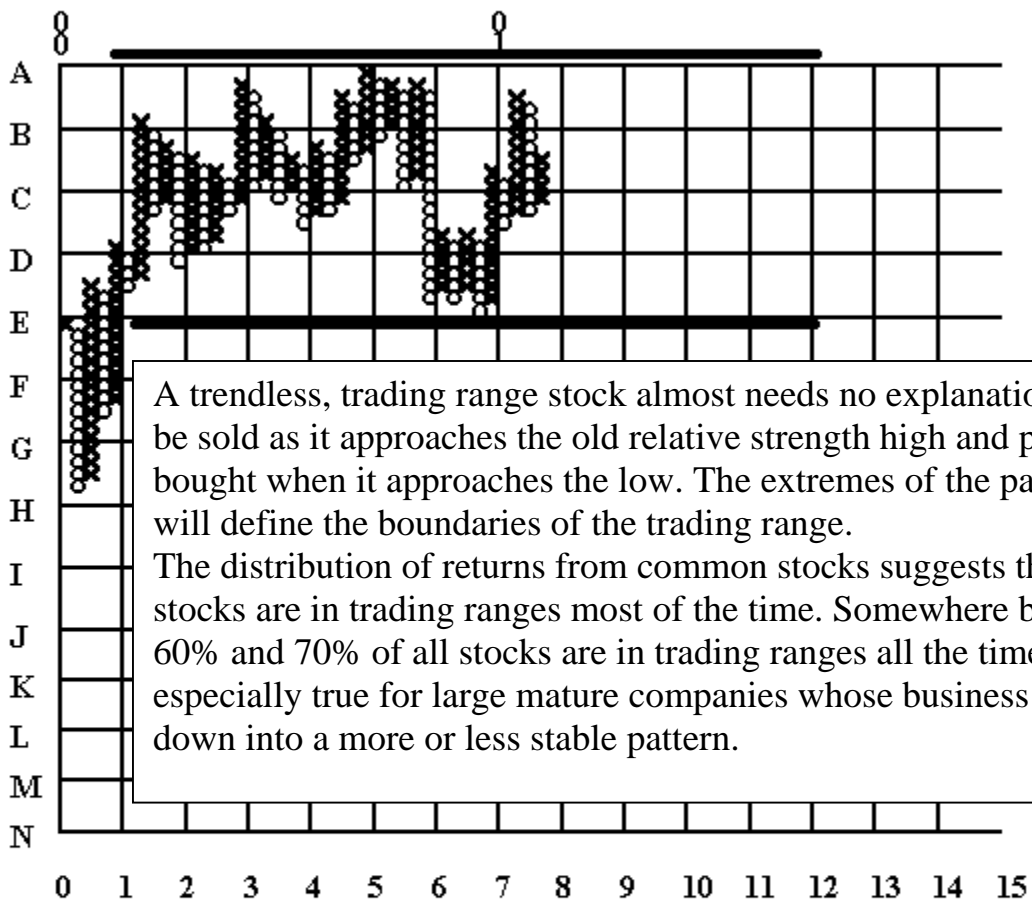 0
8
0
A
B
C
D
E
F
G
H
I
J
K
L
M
N
A trendless, trading range stock almost needs no
be sold as it approaches the old relative strength high and
bought when it approaches the low. The extremes of the
will define the boundaries of the trading range.
The distribution of returns from common stocks suggests
stocks are in trading ranges most of the time. Somewhere
60% and 70% of all stocks are in trading ranges all the time
especially true for large mature companies whose business
down into a more or less stable pattern.
0 1 2 3 4 5 6 7 8 9 10 11 12 13 14 15